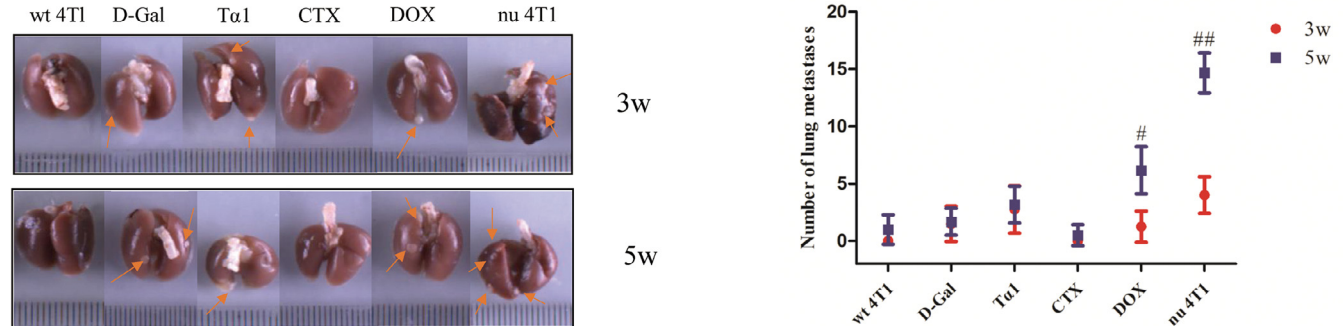 wt 4Tl D-Gal Tα1 CTX DOX nu 4T1
3w
5w
Number of lung metastases
20
15
10
5
0
#
##
3w
5w
wt 4T1 D-Gal Tα1 CTX DOX nu 4T1